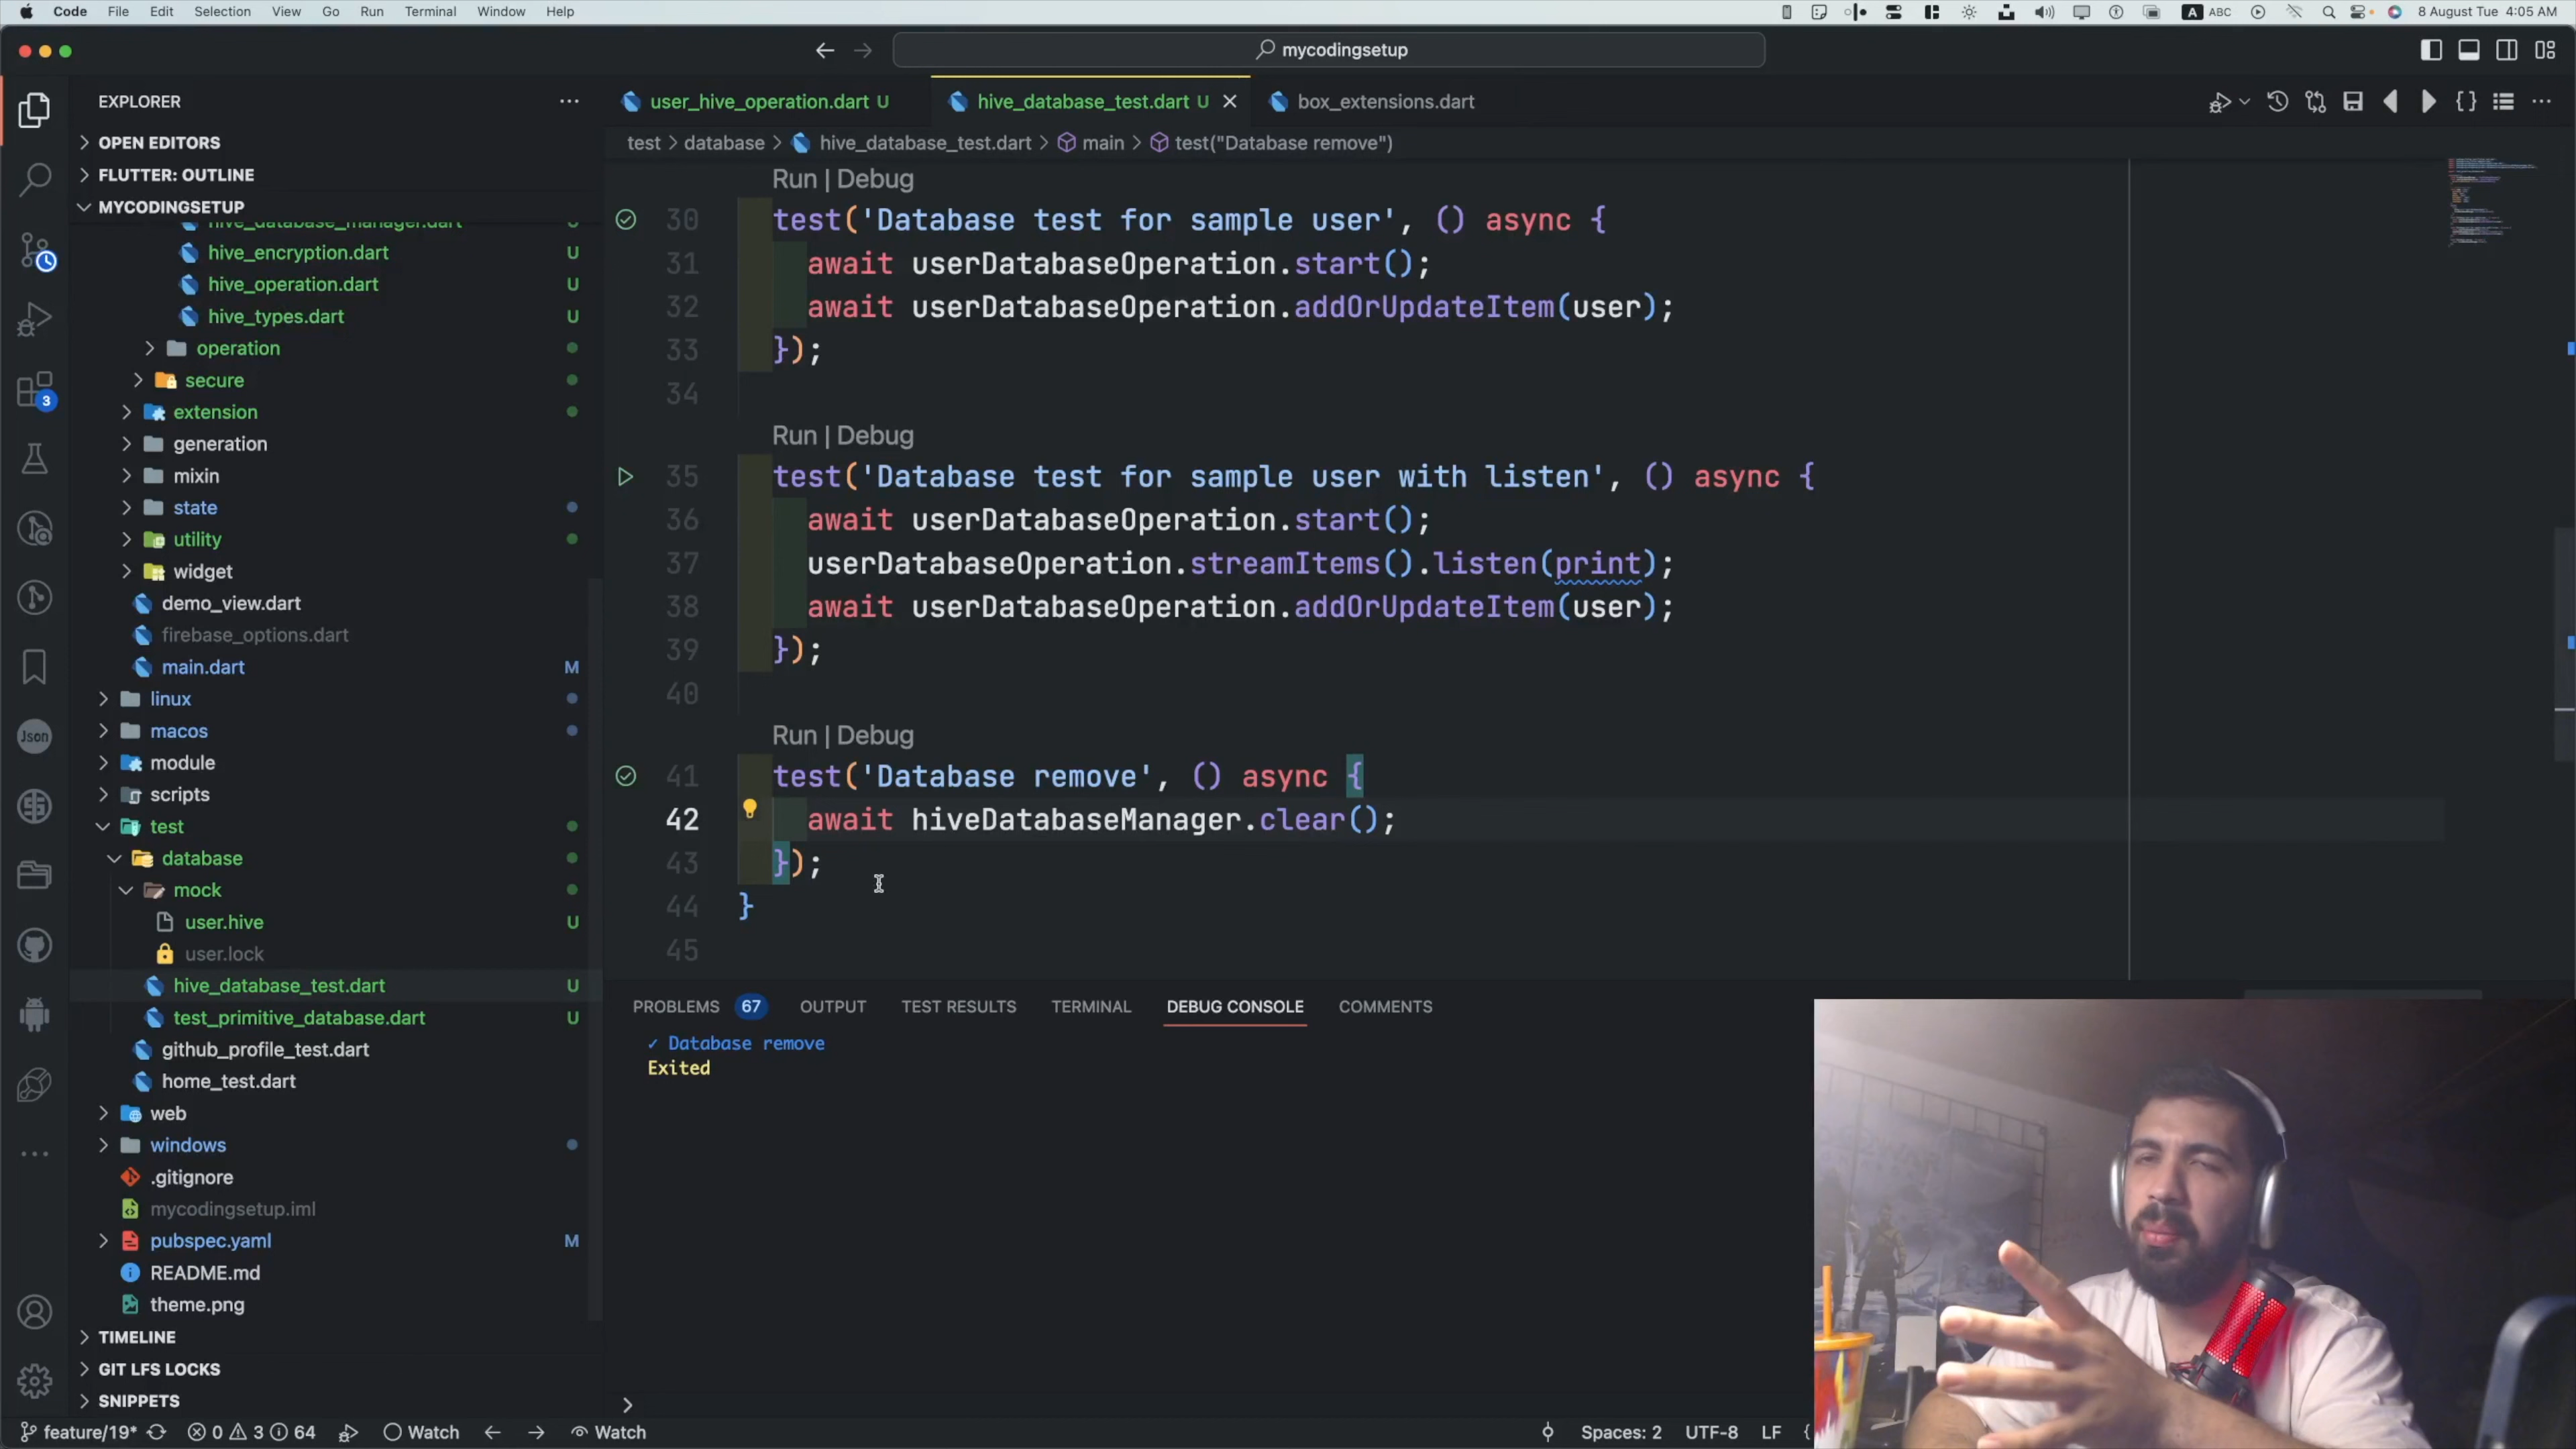 Code File Edit Selection View Go Run Terminal Window Help
A ABC 8 August Tue 4:05 AM
mycodingsetup
EXPLORER
OPEN EDITORS
FLUTTER: OUTLINE
MYCODINGSETUP
hive_database_manager.dart U
hive_encryption.dart U
hive_operation.dart U
hive_types.dart U
operation
secure
extension
generation
mixin
state
utility
widget
demo_view.dart
firebase_options.dart
main.dart M
linux
macos
module
scripts
test
database
mock
user.hive U
user.lock
hive_database_test.dart U
test_primitive_database.dart U
github_profile_test.dart
home_test.dart
web
windows
.gitignore
mycodingsetup.iml
pubspec.yaml M
README.md
theme.png
TIMELINE
GIT LFS LOCKS
SNIPPETS
3
Json
user_hive_operation.dart U hive_database_test.dart U box_extensions.dart
test > database > hive_database_test.dart > main > test("Database remove")
Run | Debug
30 test('Database test for sample user', () async {
31 await userDatabaseOperation.start();
32 await userDatabaseOperation.addOrUpdateItem(user);
33 });
34
Run | Debug
35 test('Database test for sample user with listen', () async {
36 await userDatabaseOperation.start();
37 userDatabaseOperation.streamItems().listen(print);
38 await userDatabaseOperation.addOrUpdateItem(user);
39 });
40
Run | Debug
41 test('Database remove', () async {
42 await hiveDatabaseManager.clear();
43 });
44 }
45
PROBLEMS 67 OUTPUT TEST RESULTS TERMINAL DEBUG CONSOLE COMMENTS
✓ Database remove
Exited
feature/19* 0 3 64 Watch Watch Spaces: 2 UTF-8 LF {